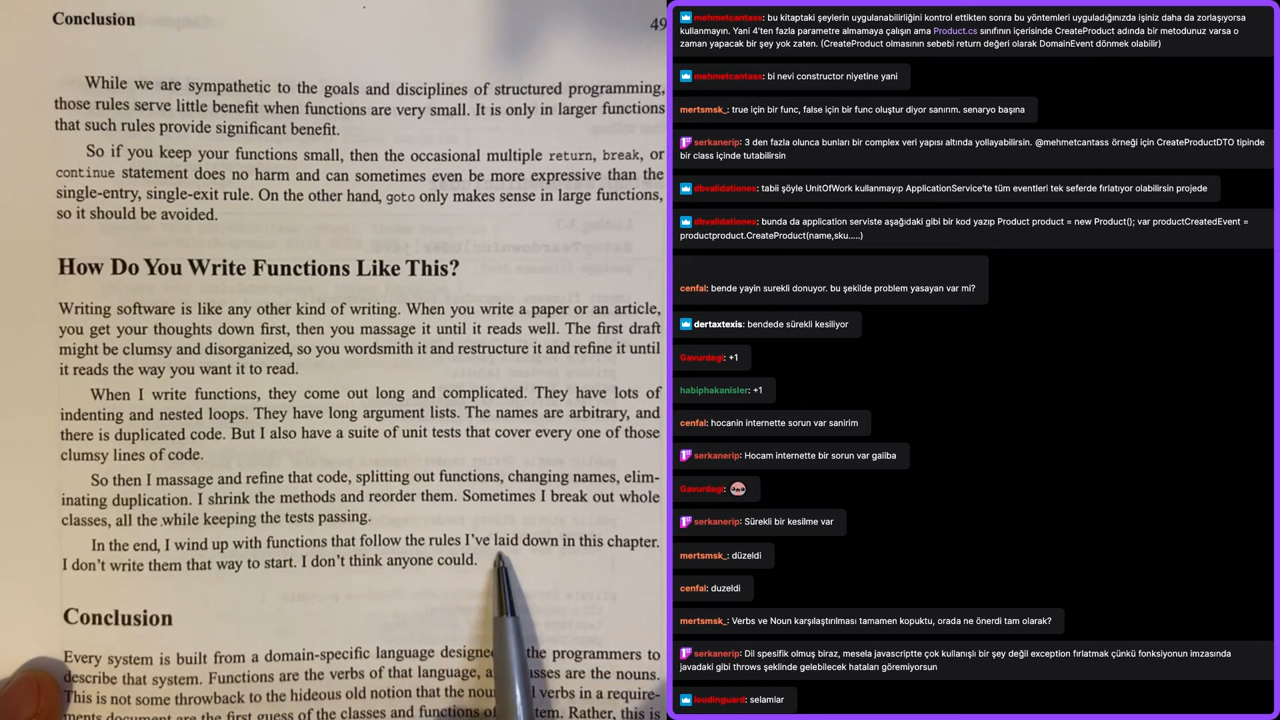 Conclusion
49
While we are sympathetic to the goals and disciplines of structured programming,
those rules serve little benefit when functions are very small. It is only in larger functions
that such rules provide significant benefit.
So if you keep your functions small, then the occasional multiple return, break, or
continue statement does no harm and can sometimes even be more expressive than the
single-entry, single-exit rule. On the other hand, goto only makes sense in large functions,
so it should be avoided.
How Do You Write Functions Like This?
Writing software is like any other kind of writing. When you write a paper or an article,
you get your thoughts down first, then you massage it until it reads well. The first draft
might be clumsy and disorganized, so you wordsmith it and restructure it and refine it until
it reads the way you want it to read.
When I write functions, they come out long and complicated. They have lots of
indenting and nested loops. They have long argument lists. The names are arbitrary, and
there is duplicated code. But I also have a suite of unit tests that cover every one of those
clumsy lines of code.
So then I massage and refine that code, splitting out functions, changing names, elim-
inating duplication. I shrink the methods and reorder them. Sometimes I break out whole
classes, all the while keeping the tests passing.
In the end, I wind up with functions that follow the rules I've laid down in this chapter.
I don't write them that way to start. I don't think anyone could.
Conclusion
Every system is built from a domain-specific language designe the programmers to
describe that system. Functions are the verbs of that language, a sses are the nouns.
This is not some throwback to the hideous old notion that the nou verbs in a require-
ments document are the first guess of the classes and functions of tem. Rather, this is
mehmetcantass: bu kitaptaki şeylerin uygulanabilirliğini kontrol ettikten sonra bu yöntemleri uyguladığınızda işiniz daha da zorlaşıyorsa
kullanmayın. Yani 4'ten fazla parametre almamaya çalışın ama Product.cs sınıfının içerisinde CreateProduct adında bir metodunuz varsa o
zaman yapacak bir şey yok zaten. (CreateProduct olmasının sebebi return değeri olarak DomainEvent dönmek olabilir)
mehmetcantass: bi nevi constructor niyetine yani
mertsmsk_: true için bir func, false için bir func oluştur diyor sanırım. senaryo başına
serkanerip: 3 den fazla olunca bunları bir complex veri yapısı altında yollayabilirsin. @mehmetcantass örneği için CreateProductDTO tipinde
bir class içinde tutabilirsin
dbvalidationex: tabii şöyle UnitOfWork kullanmayıp ApplicationService'te tüm eventleri tek seferde fırlatıyor olabilirsin projede
dbvalidationex: bunda da application serviste aşağıdaki gibi bir kod yazıp Product product = new Product(); var productCreatedEvent =
productproduct.CreateProduct(name,sku.....)
cenfal: bende yayin surekli donuyor. bu şekilde problem yasayan var mi?
dertaxtexis: bendede sürekli kesiliyor
Gavurdagi: +1
habiphakanisler: +1
cenfal: hocanin internette sorun var sanirim
serkanerip: Hocam internette bir sorun var galiba
Gavurdagi:
serkanerip: Sürekli bir kesilme var
mertsmsk_: düzeldi
cenfal: duzeldi
mertsmsk_: Verbs ve Noun karşılaştırılması tamamen kopuktu, orada ne önerdi tam olarak?
serkanerip: Dil spesifik olmuş biraz, mesela javascriptte çok kullanışlı bir şey değil exception fırlatmak çünkü fonksiyonun imzasında
javadaki gibi throws şeklinde gelebilecek hataları göremiyorsun
loudinguard: selamlar